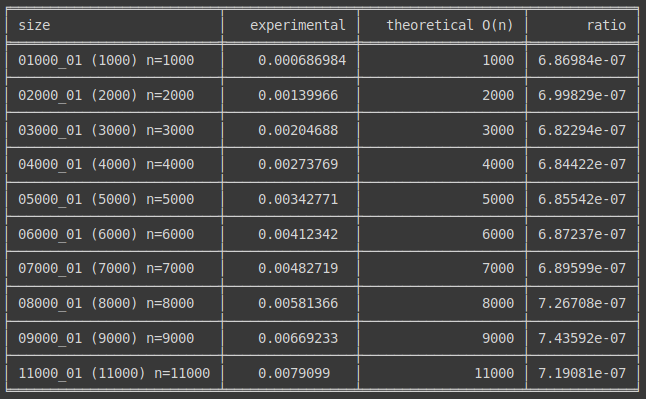 size experimental theoretical O(n) ratio
01000_01 (1000) n=1000 0.000686984 1000 6.86984e-07
02000_01 (2000) n=2000 0.00139966 2000 6.99829e-07
03000_01 (3000) n=3000 0.00204688 3000 6.82294e-07
04000_01 (4000) n=4000 0.00273769 4000 6.84422e-07
05000_01 (5000) n=5000 0.00342771 5000 6.85542e-07
06000_01 (6000) n=6000 0.00412342 6000 6.87237e-07
07000_01 (7000) n=7000 0.00482719 7000 6.89599e-07
08000_01 (8000) n=8000 0.00581366 8000 7.26708e-07
09000_01 (9000) n=9000 0.00669233 9000 7.43592e-07
11000_01 (11000) n=11000 0.0079099 11000 7.19081e-07